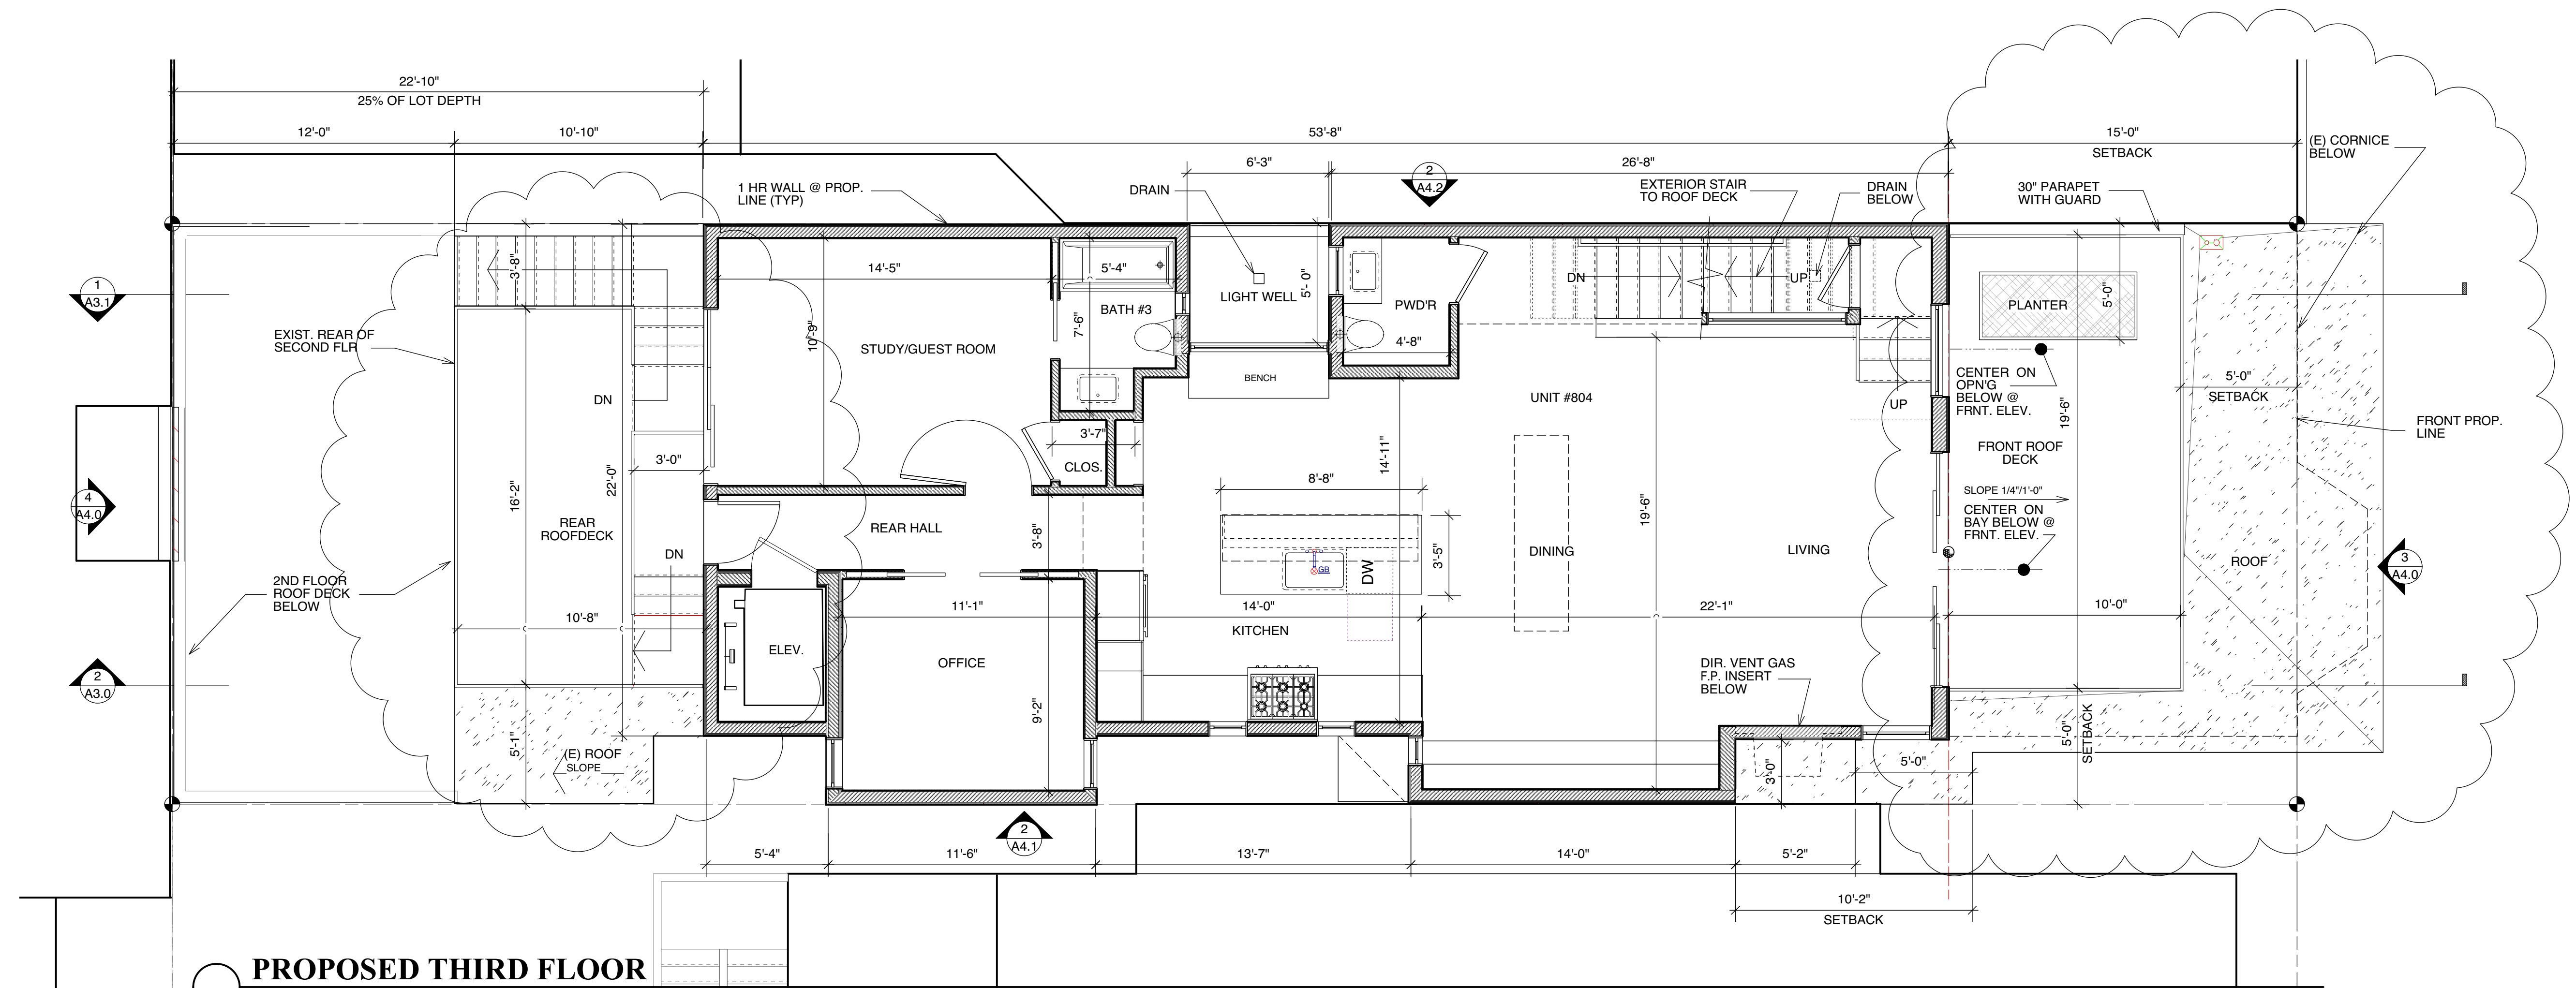 22'-10"
25% OF LOT DEPTH
12'-0"
10'-10"
53'-8"
15'-0"
SETBACK
(E) CORNICE
BELOW
6'-3"
26'-8"
2
A4.2
1 HR WALL @ PROP.
LINE (TYP)
DRAIN
EXTERIOR STAIR
TO ROOF DECK
DRAIN
BELOW
30" PARAPET
WITH GUARD
3'-8"
14'-5"
5'-4"
5'-0"
DN
UP
LIGHT WELL
BATH #3
PWD'R
PLANTER
5'-0"
1
A3.1
EXIST. REAR OF
SECOND FLR
10'-9"
STUDY/GUEST ROOM
7'-6"
4'-8"
BENCH
UNIT #804
CENTER ON
OPN'G
BELOW @
FRNT. ELEV.
5'-0"
SETBACK
DN
UP
19'-6"
FRONT PROP.
LINE
3'-7"
CLOS.
14'-11"
FRONT ROOF
DECK
3'-0"
22'-0"
16'-2"
8'-8"
SLOPE 1/4"/1'-0"
4
A4.0
REAR
ROOFDECK
REAR HALL
3'-8"
19'-6"
CENTER ON
BAY BELOW @
FRNT. ELEV.
DN
DINING
LIVING
3'-5"
GB
DW
ROOF
3
A4.0
2ND FLOOR
ROOF DECK
BELOW
10'-8"
11'-1"
14'-0"
22'-1"
10'-0"
KITCHEN
ELEV.
OFFICE
DIR. VENT GAS
F.P. INSERT
BELOW
2
A3.0
9'-2"
5'-1"
(E) ROOF
SLOPE
3'-0"
5'-0"
5'-0"
SETBACK
2
A4.1
5'-4"
11'-6"
13'-7"
14'-0"
5'-2"
10'-2"
SETBACK
PROPOSED THIRD FLOOR